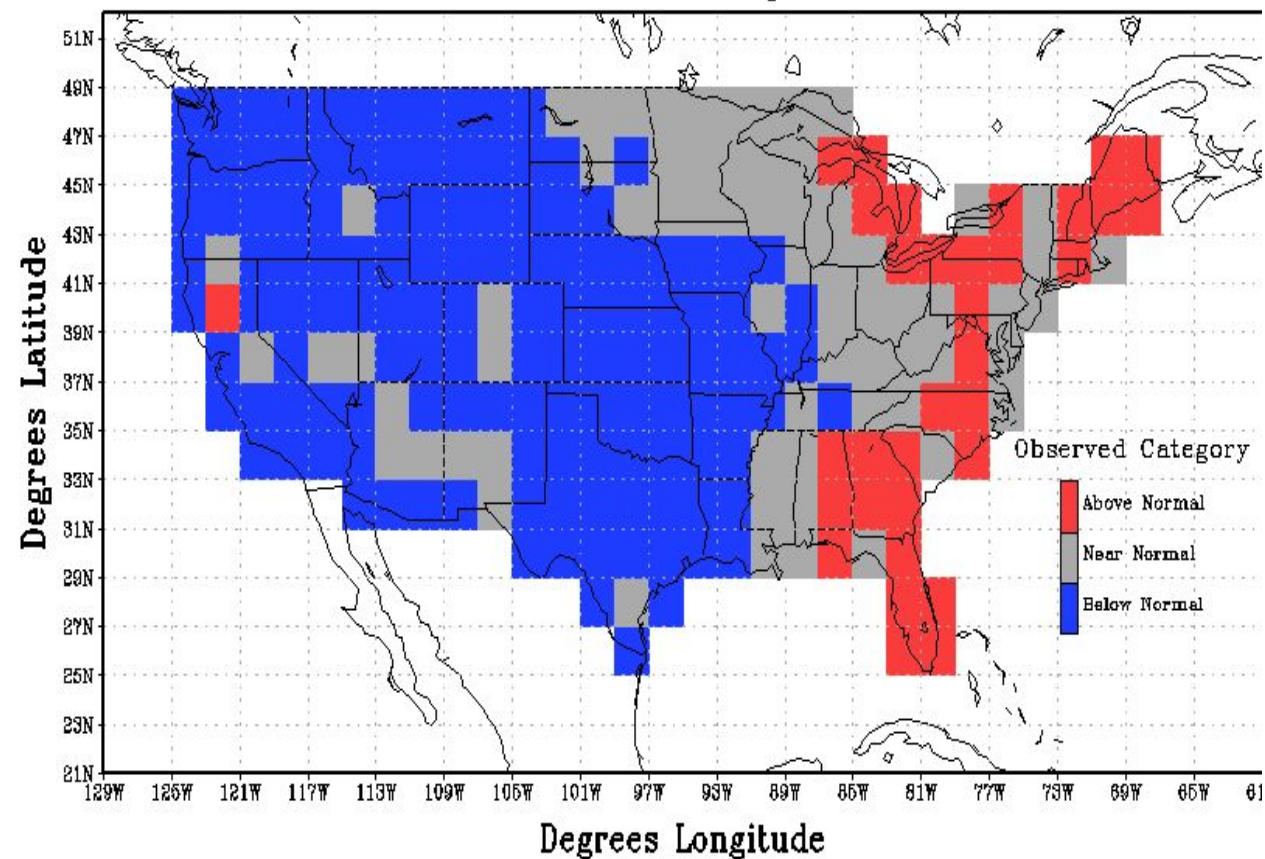 51N
49N
47N
45N
43N
41N
39N
37N
35N
33N
31N
29N
27N
25N
23N
21N
Degrees Latitude
Observed Category
Above Normal
Near Normal
Below Normal
129W 125W 121W 117W 113W 109W 105W 101W 97W 93W 89W 85W 81W 77W 73W 69W 65W
Degrees Longitude